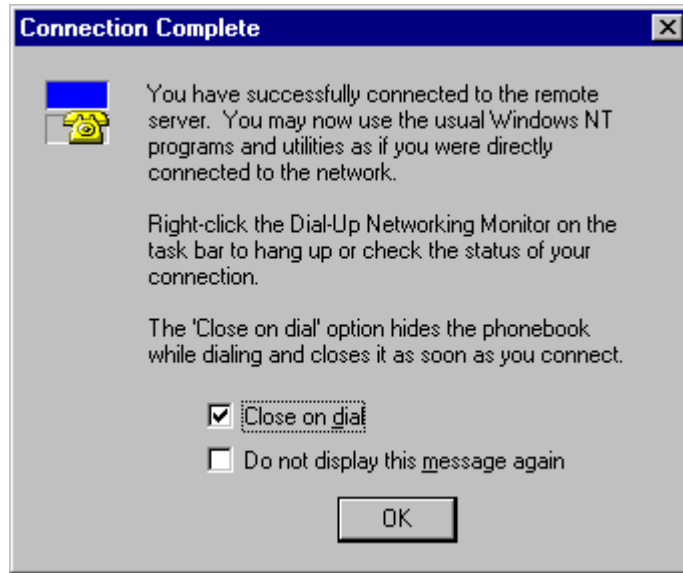 Connection Complete
You have successfully connected to the remote
server.  You may now use the usual Windows NT
programs and utilities as if you were directly
connected to the network.
Right-click the Dial-Up Networking Monitor on the
task bar to hang up or check the status of your
connection.
The 'Close on dial' option hides the phonebook
while dialing and closes it as soon as you connect.
Close on dial
Do not display this message again
OK